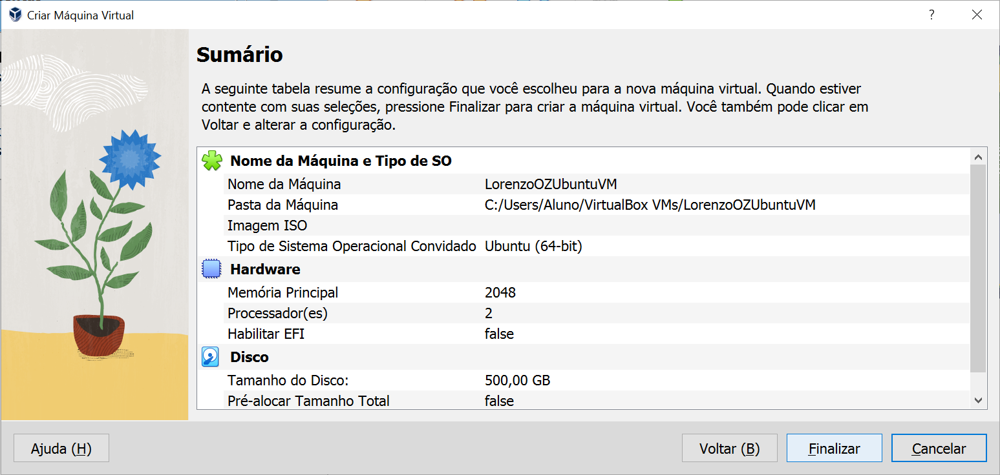 Criar Máquina Virtual
?
Sumário
A seguinte tabela resume a configuração que você escolheu para a nova máquina virtual. Quando estiver
contente com suas seleções, pressione Finalizar para criar a máquina virtual. Você também pode clicar em
Voltar e alterar a configuração.
Nome da Máquina e Tipo de SO
Nome da Máquina LorenzoOZUbuntuVM
Pasta da Máquina C:/Users/Aluno/VirtualBox VMs/LorenzoOZUbuntuVM
Imagem ISO
Tipo de Sistema Operacional Convidado Ubuntu (64-bit)
Hardware
Memória Principal 2048
Processador(es) 2
Habilitar EFI false
Disco
Tamanho do Disco: 500,00 GB
Pré-alocar Tamanho Total false
Ajuda (H) Voltar (B) Finalizar Cancelar